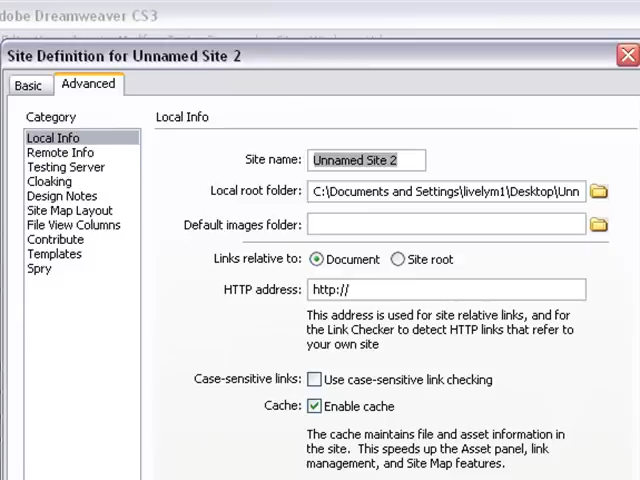 dobe Dreamweaver CS3
Site Definition for Unnamed Site 2
Basic
Advanced
Category
Local Info
Remote Info
Testing Server
Cloaking
Design Notes
Site Map Layout
File View Columns
Contribute
Templates
Spry
Local Info
Site name: Unnamed Site 2
Local root folder: C:\Documents and Settings\livelym1\Desktop\Unn
Default images folder:
Links relative to: Document Site root
HTTP address: http://
This address is used for site relative links, and for
the Link Checker to detect HTTP links that refer to
your own site
Case-sensitive links: Use case-sensitive link checking
Cache: Enable cache
The cache maintains file and asset information in
the site. This speeds up the Asset panel, link
management, and Site Map features.